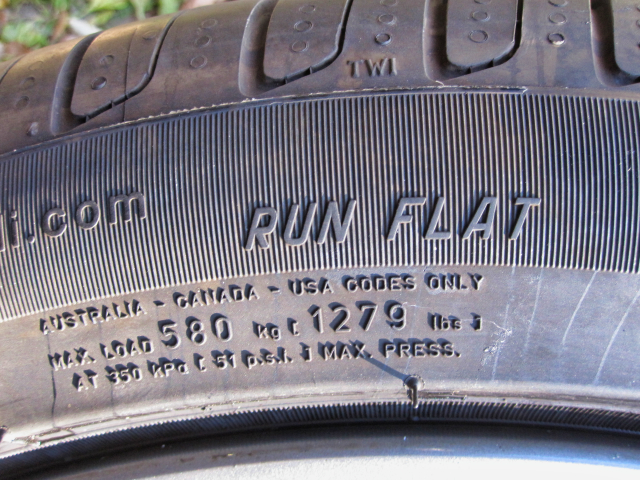 TWI
i.com RUN FLAT
AUSTRALIA - CANADA - USA CODES ONLY
MAX. LOAD 580 kg [ 1279 lbs ]
AT 350 kPa [ 51 p.s.i. ] MAX. PRESS.